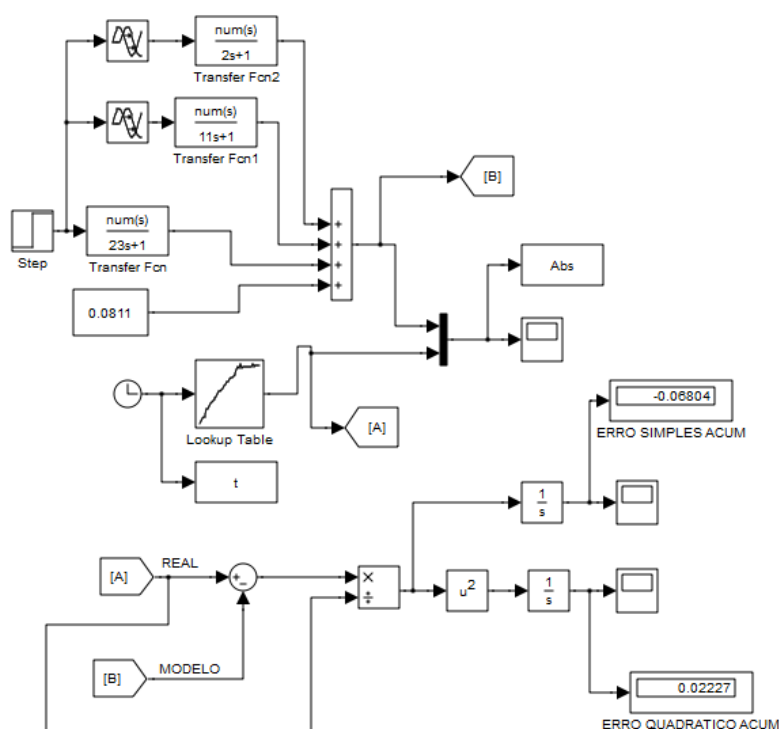 num(s)
2s+1
Transfer Fcn2
num(s)
11s+1
Transfer Fcn1
[B]
Step
num(s)
23s+1
Transfer Fcn
+
+
+
+
Abs
0.0811
Lookup Table
[A]
-0.06804
ERRO SIMPLES ACUM
t
1
s
[A]
REAL
+
−
×
÷
u2
1
s
[B]
MODELO
0.02227
ERRO QUADRATICO ACUM